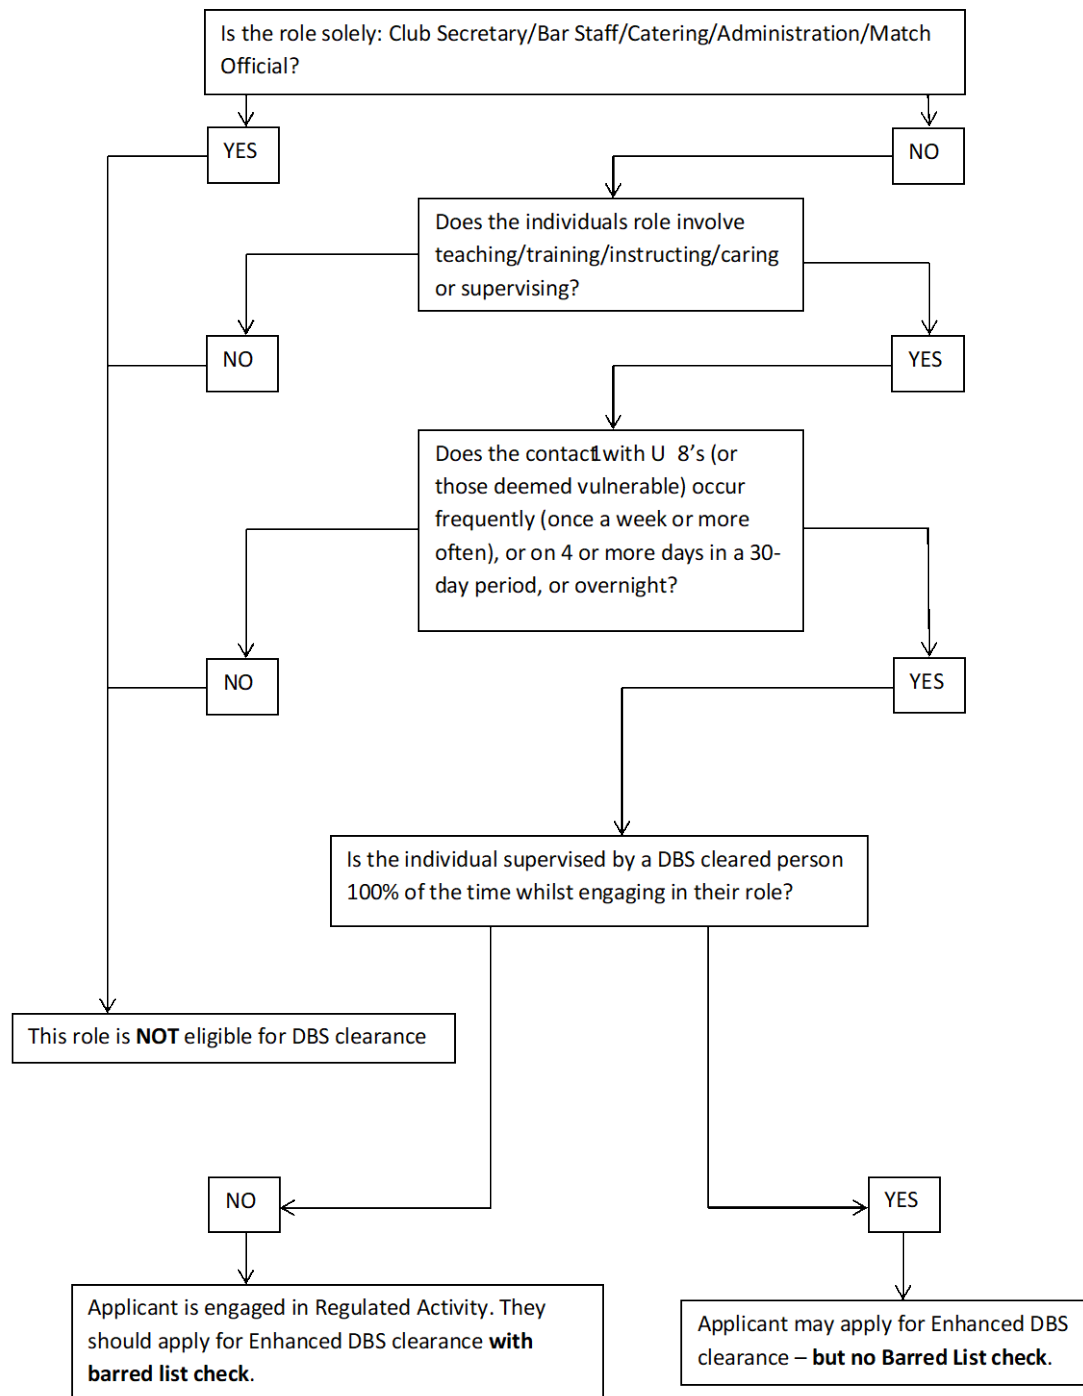 Is the role solely: Club Secretary/Bar Staff/Catering/Administration/Match
Official?
YES
NO
Does the individuals role involve
teaching/training/instructing/caring
or supervising?
NO
YES
Does the contact1with U 8’s (or
those deemed vulnerable) occur
frequently (once a week or more
often), or on 4 or more days in a 30-
day period, or overnight?
NO
YES
Is the individual supervised by a DBS cleared person
100% of the time whilst engaging in their role?
This role is NOT eligible for DBS clearance
NO
YES
Applicant is engaged in Regulated Activity. They
should apply for Enhanced DBS clearance with
barred list check.
Applicant may apply for Enhanced DBS
clearance – but no Barred List check.